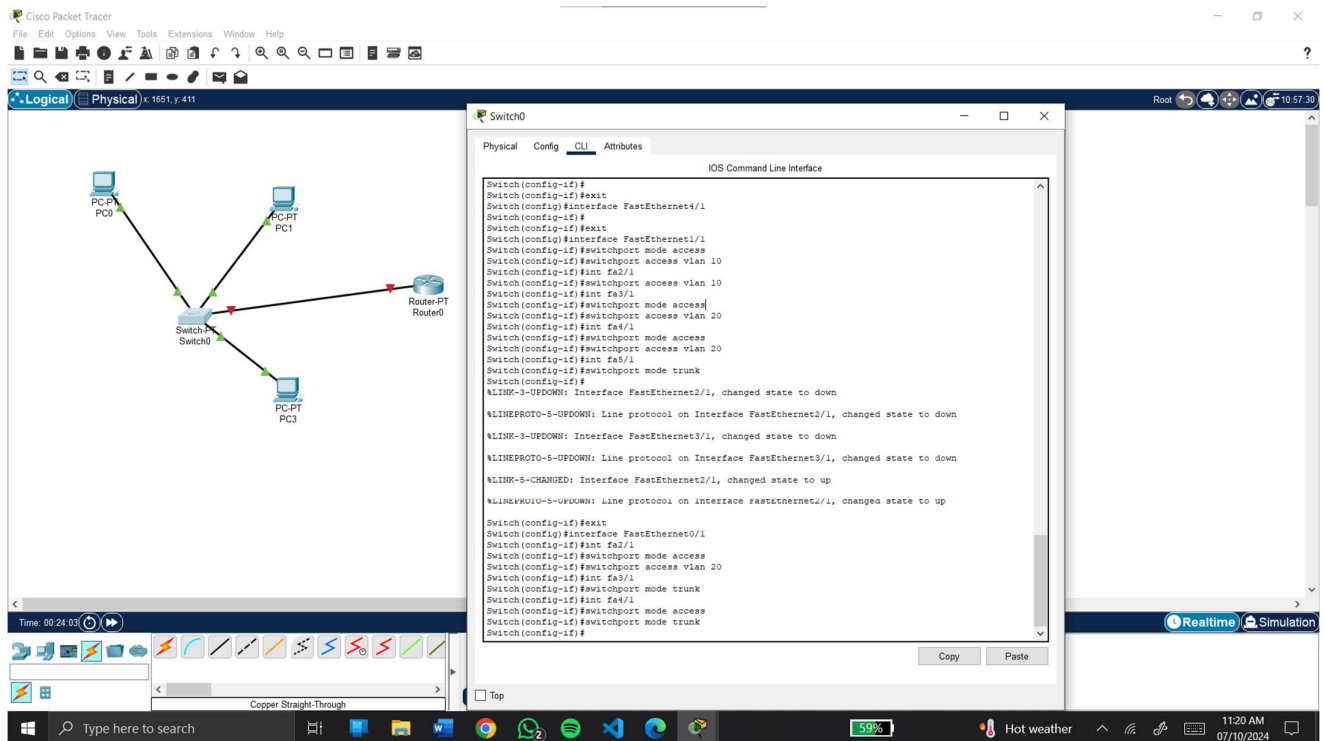 Cisco Packet Tracer
File Edit Options View Tools Extensions Window Help
?
Logical Physical x: 1651, y: 411
Root 10:57:30
PC-PT
PC0
PC-PT
PC1
Router-PT
Router0
Switch-PT
Switch0
PC-PT
PC3
Switch0
Physical Config CLI Attributes
IOS Command Line Interface
Switch(config-if)#
Switch(config-if)#exit
Switch(config)#interface FastEthernet4/1
Switch(config-if)#
Switch(config-if)#exit
Switch(config)#interface FastEthernet1/1
Switch(config-if)#switchport mode access
Switch(config-if)#switchport access vlan 10
Switch(config-if)#int fa2/1
Switch(config-if)#switchport access vlan 10
Switch(config-if)#int fa3/1
Switch(config-if)#switchport mode access
Switch(config-if)#switchport access vlan 20
Switch(config-if)#int fa4/1
Switch(config-if)#switchport mode access
Switch(config-if)#switchport access vlan 20
Switch(config-if)#int fa5/1
Switch(config-if)#switchport mode trunk
Switch(config-if)#
%LINK-3-UPDOWN: Interface FastEthernet2/1, changed state to down
%LINEPROTO-5-UPDOWN: Line protocol on Interface FastEthernet2/1, changed state to down
%LINK-3-UPDOWN: Interface FastEthernet3/1, changed state to down
%LINEPROTO-5-UPDOWN: Line protocol on Interface FastEthernet3/1, changed state to down
%LINK-5-CHANGED: Interface FastEthernet2/1, changed state to up
%LINEPROTO-5-UPDOWN: Line protocol on Interface FastEthernet2/1, changed state to up
Switch(config-if)#exit
Switch(config)#interface FastEthernet0/1
Switch(config-if)#int fa2/1
Switch(config-if)#switchport mode access
Switch(config-if)#switchport access vlan 20
Switch(config-if)#int fa3/1
Switch(config-if)#switchport mode trunk
Switch(config-if)#int fa4/1
Switch(config-if)#switchport mode access
Switch(config-if)#switchport mode trunk
Switch(config-if)#
Copy Paste
Top
Time: 00:24:03
Realtime Simulation
Copper Straight-Through
Type here to search
2
59%
Hot weather
11:20 AM
07/10/2024